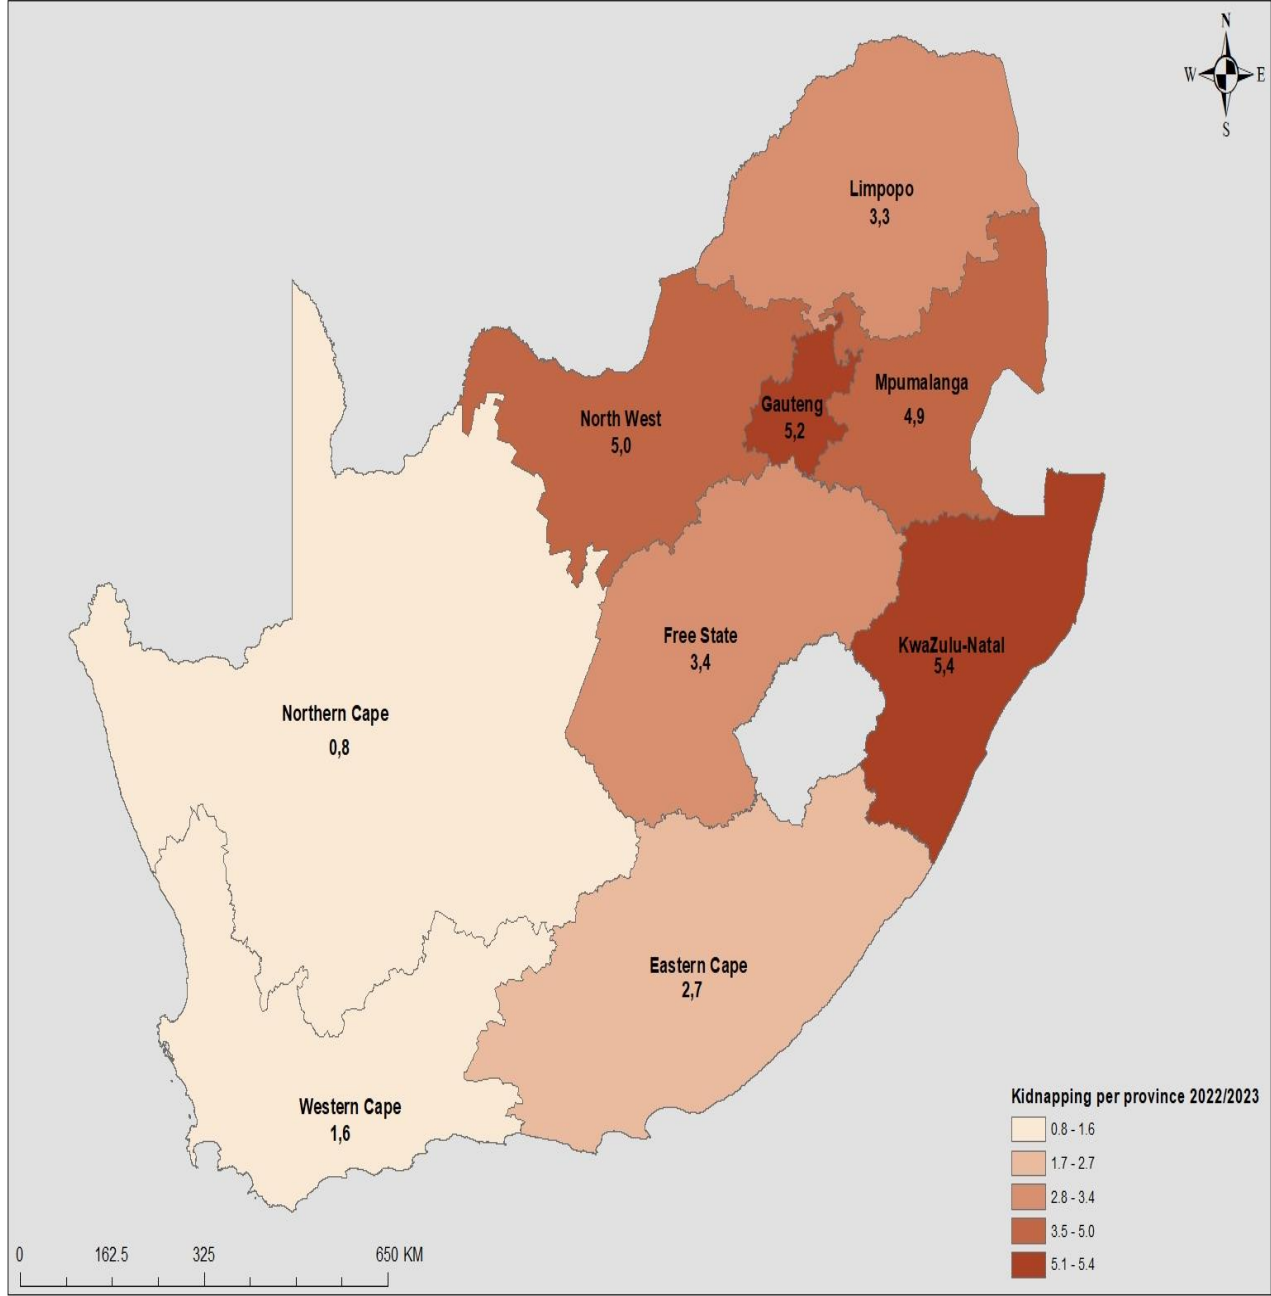 N
W E
S
Limpopo
3,3
Mpumalanga
4,9
Gauteng
5,2
North West
5,0
Free State
3,4
KwaZulu-Natal
5,4
Northern Cape
0,8
Eastern Cape
2,7
Western Cape
1,6
Kidnapping per province 2022/2023
0.8 - 1.6
1.7 - 2.7
2.8 - 3.4
3.5 - 5.0
5.1 - 5.4
0 162.5 325 650 KM